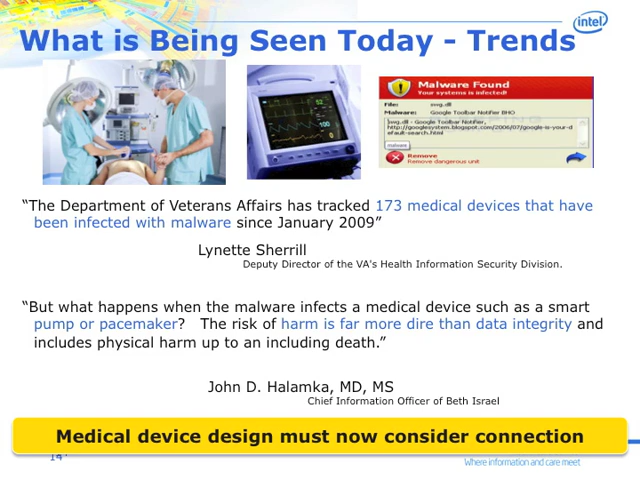 intel
What is Being Seen Today - Trends
Malware Found
Your systems is infected!
File: swg.dll
Malware: Google Toolbar Notifier BHO
swg.dll - Google Toolbar Notifier,
http://googlesystem.blogspot.com/2006/07/google-is-your-d
efault-search.html
malware
Remove
Remove dangerous unit
“The Department of Veterans Affairs has tracked 173 medical devices that have
been infected with malware since January 2009”
Lynette Sherrill
Deputy Director of the VA's Health Information Security Division.
“But what happens when the malware infects a medical device such as a smart
pump or pacemaker? The risk of harm is far more dire than data integrity and
includes physical harm up to an including death.”
John D. Halamka, MD, MS
Chief Information Officer of Beth Israel
Medical device design must now consider connection
14
Where information and care meet